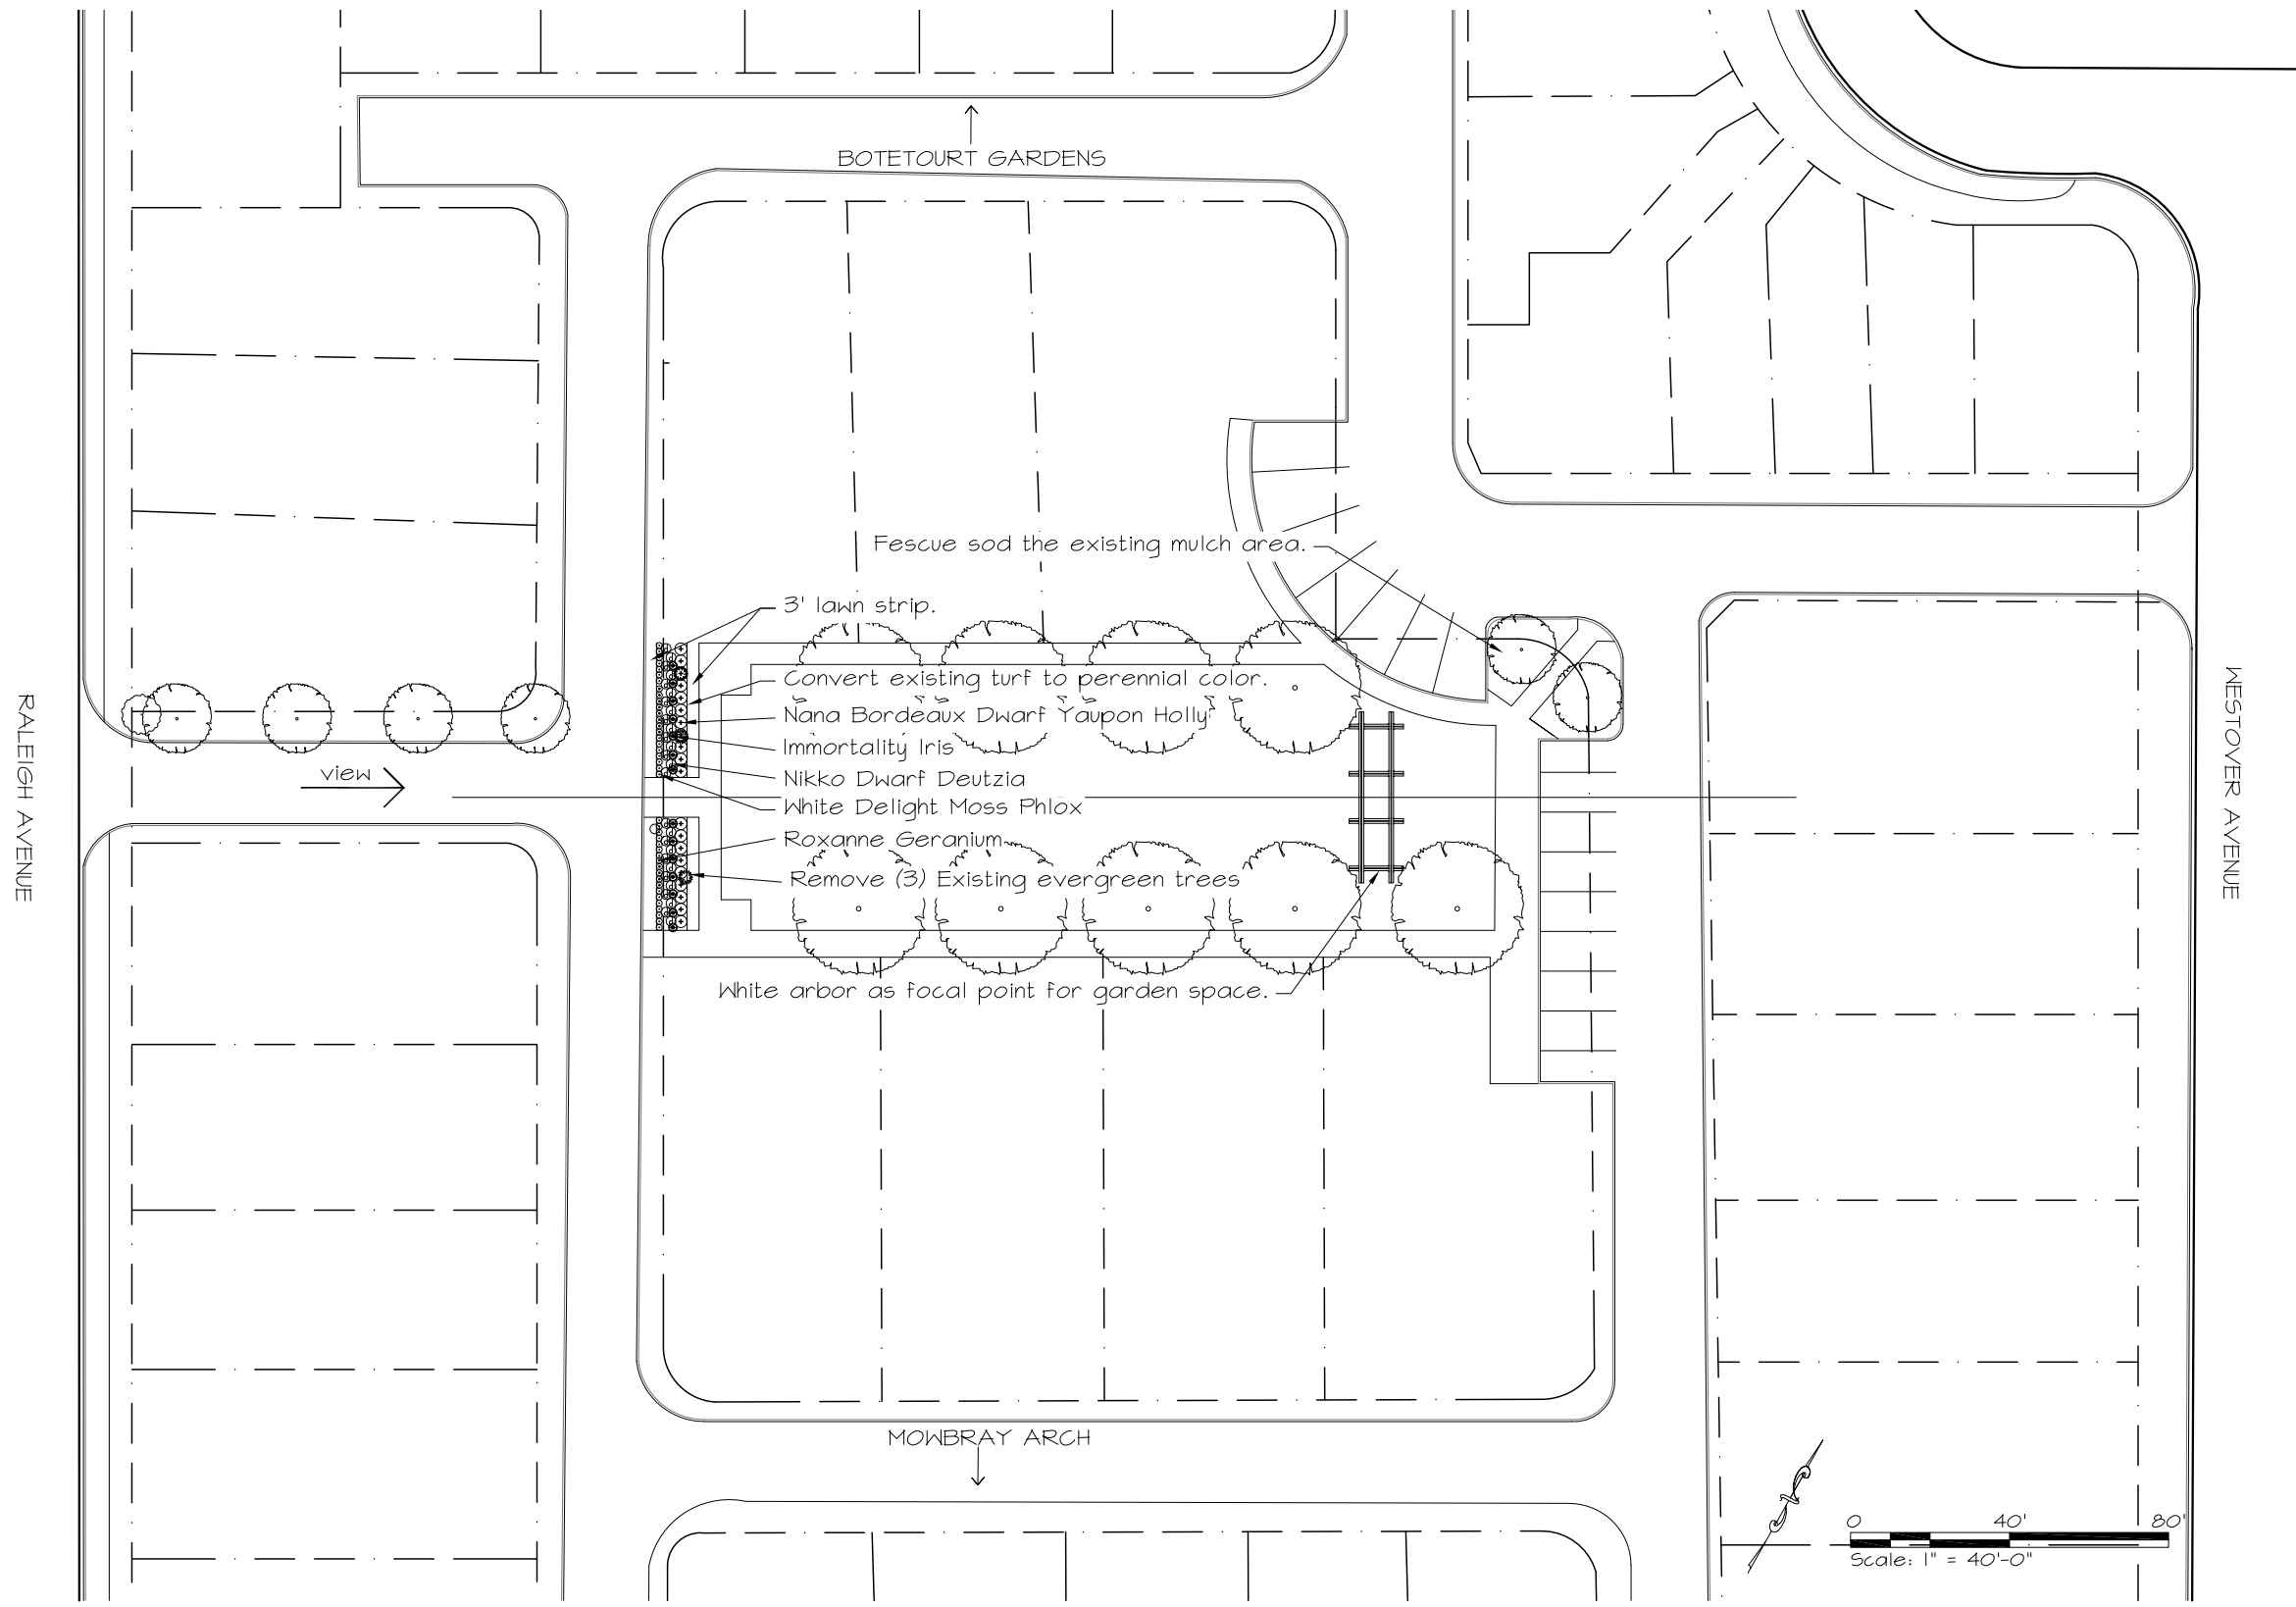 BOTETOURT GARDENS
Fescue sod the existing mulch area.
3' lawn strip.
Convert existing turf to perennial color.
Nana Bordeaux Dwarf Yaupon Holly
Immortality Iris
Nikko Dwarf Deutzia
White Delight Moss Phlox
Roxanne Geranium
Remove (3) Existing evergreen trees
White arbor as focal point for garden space.
view
RALEIGH AVENUE
WESTOVER AVENUE
MOWBRAY ARCH
0 40' 80'
Scale: 1" = 40'-0"